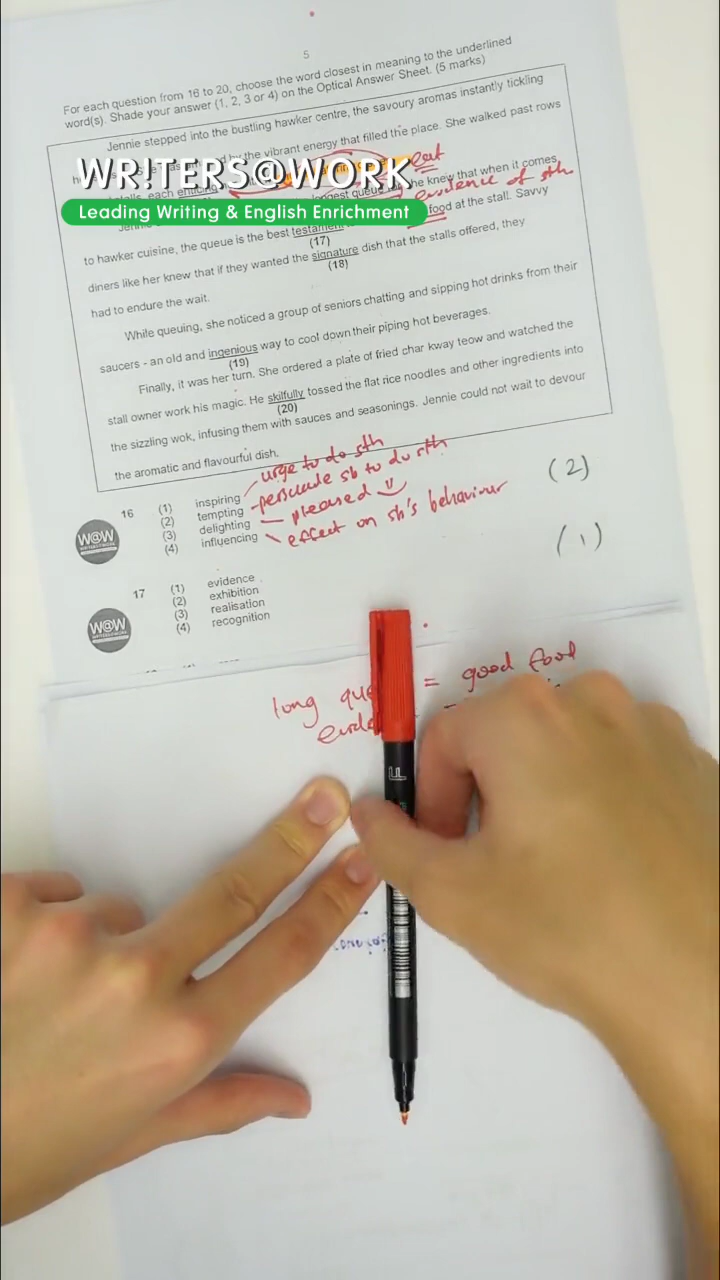 5
For each question from 16 to 20, choose the word closest in meaning to the underlined
word(s). Shade your answer (1, 2, 3 or 4) on the Optical Answer Sheet. (5 marks)
Jennie stepped into the bustling hawker centre, the savoury aromas instantly tickling
by the vibrant energy that filled the place. She walked past rows
WR!TERS@WORK
eat
each enticing
longest queue
she knew that when it comes
Leading Writing & English Enrichment
evidence of sth
to hawker cuisine, the queue is the best testament
food at the stall. Savvy
(17)
diners like her knew that if they wanted the signature dish that the stalls offered, they
(18)
had to endure the wait.
While queuing, she noticed a group of seniors chatting and sipping hot drinks from their
saucers - an old and ingenious way to cool down their piping hot beverages.
(19)
Finally, it was her turn. She ordered a plate of fried char kway teow and watched the
stall owner work his magic. He skilfully tossed the flat rice noodles and other ingredients into
(20)
the sizzling wok, infusing them with sauces and seasonings. Jennie could not wait to devour
the aromatic and flavourful dish.
16 (1) inspiring urge to do sth
(2) tempting - persuade sb to do sth (2)
(3) delighting - pleased
(4) influencing effect on sb's behaviour
W@W
17 (1) evidence (1)
(2) exhibition
(3) realisation
(4) recognition
W@W
long que = good food
evide